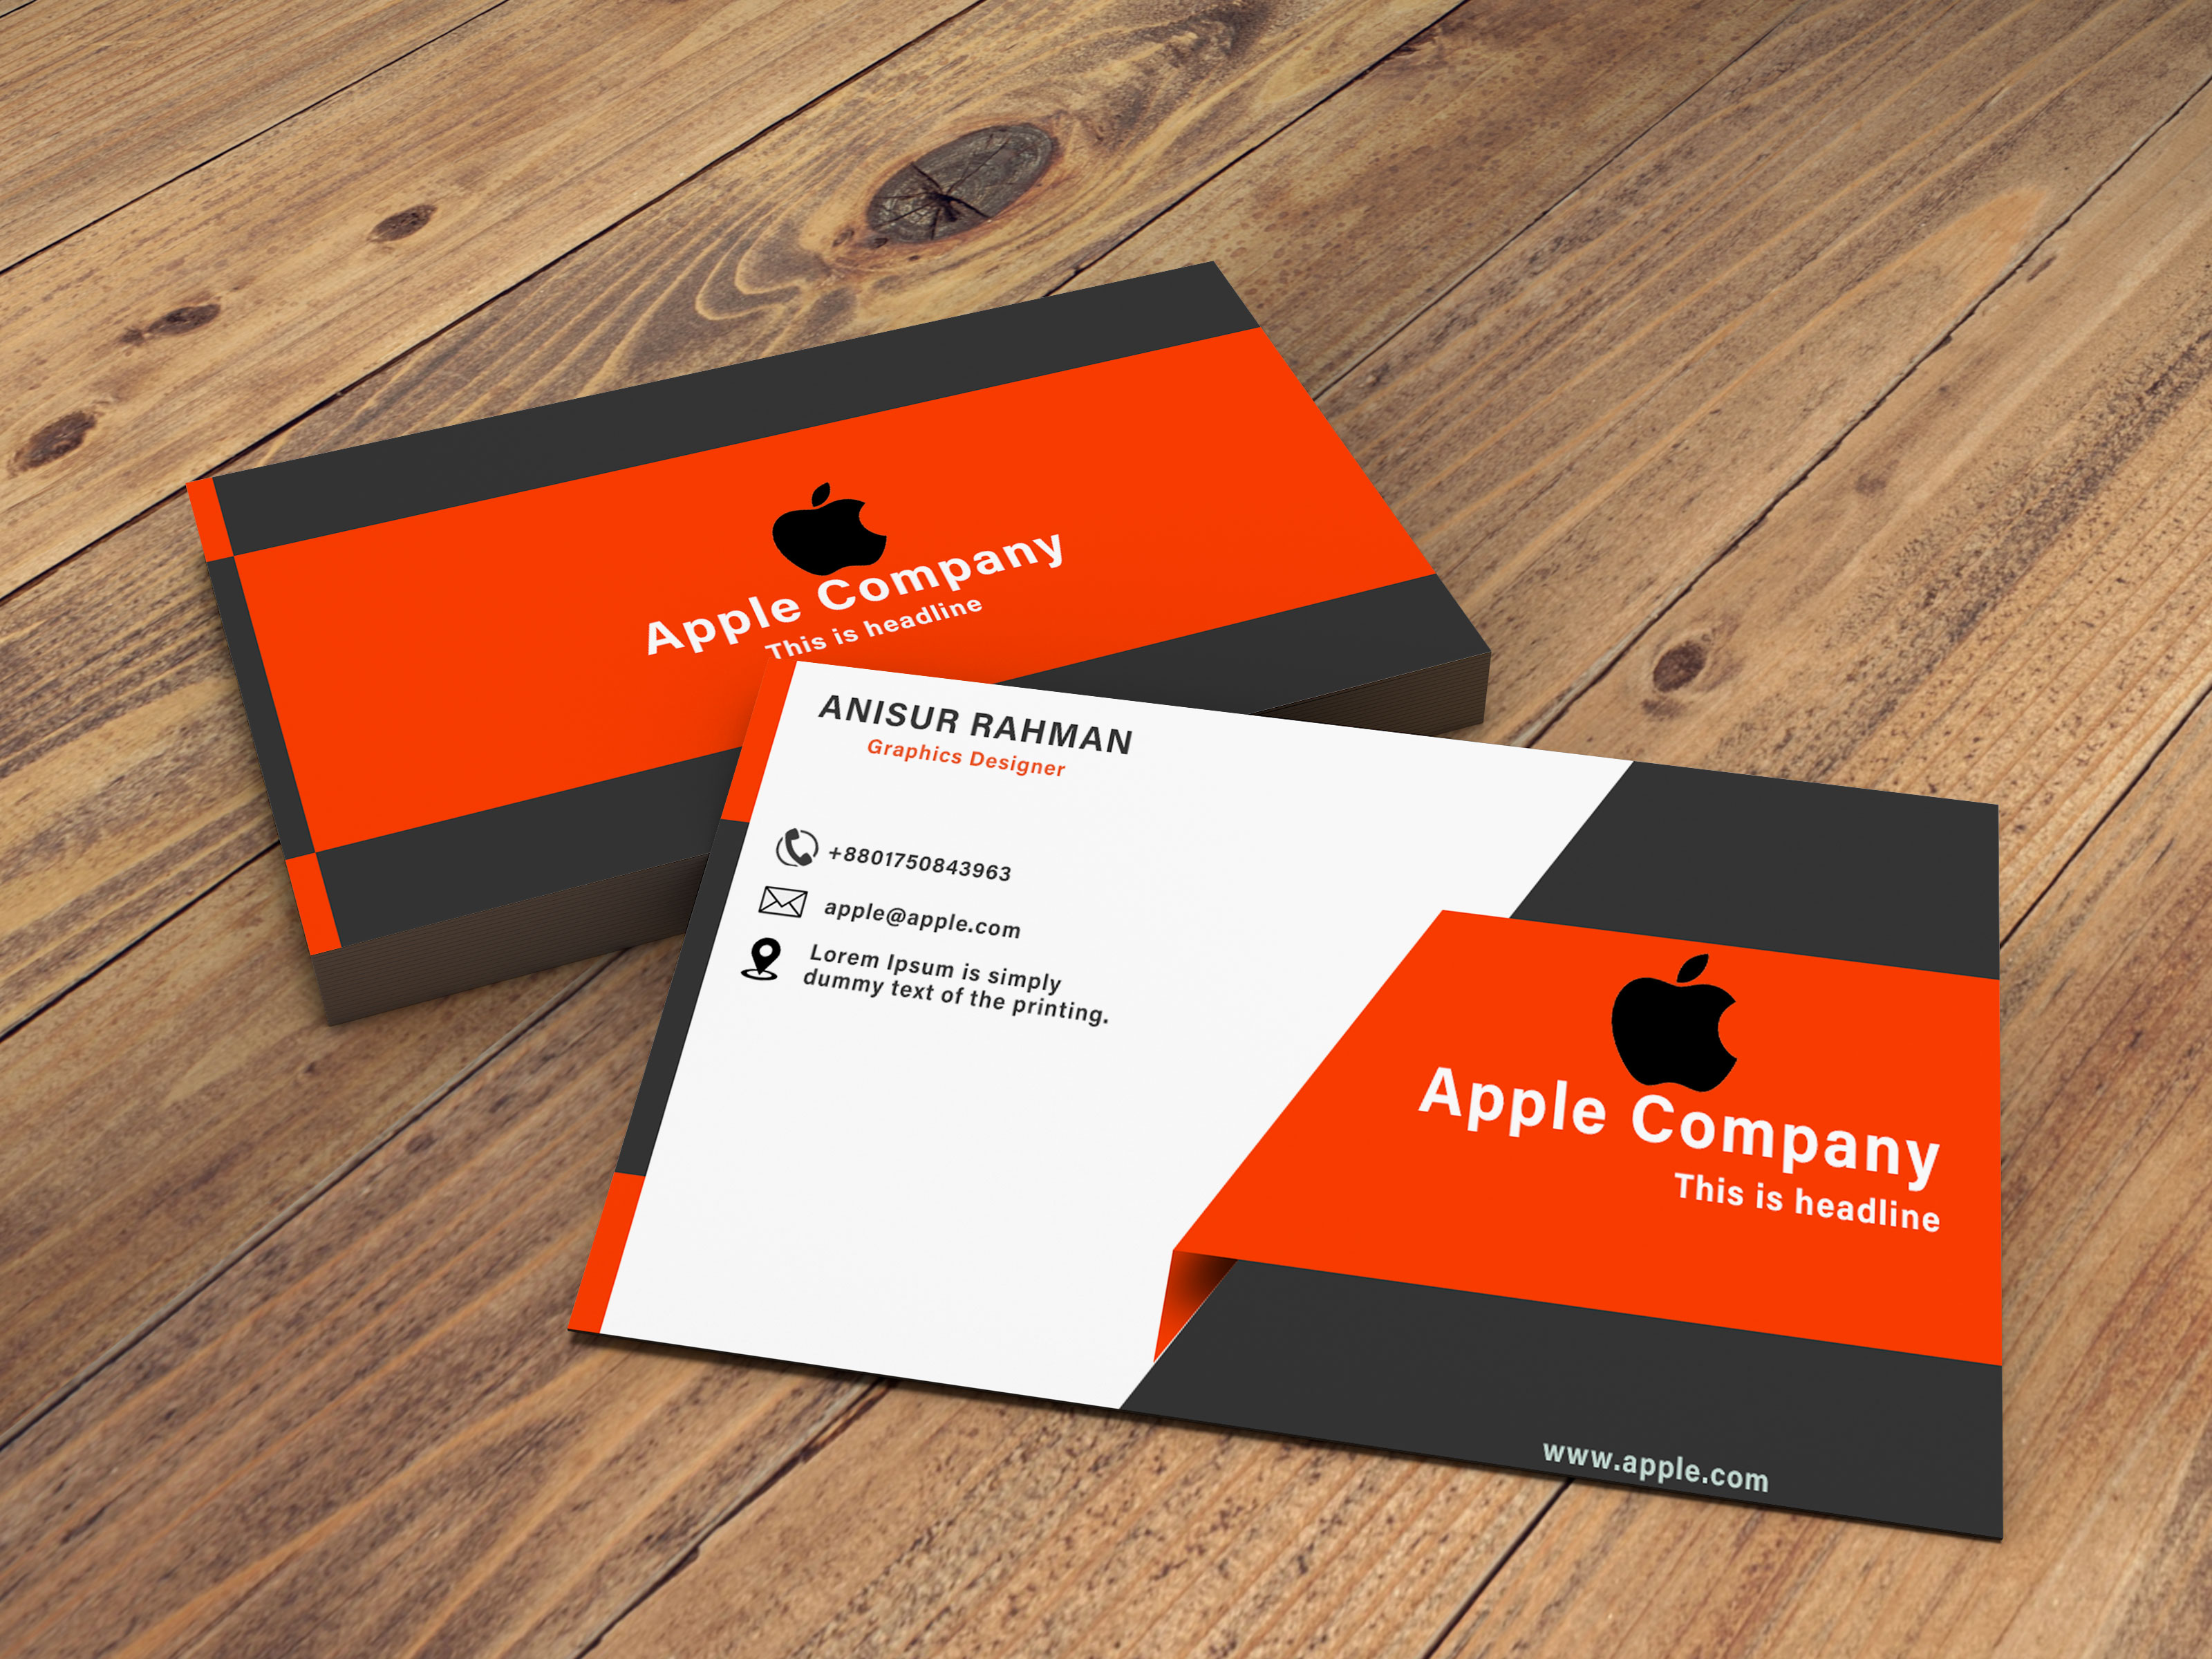 Apple Company
This is headline
ANISUR RAHMAN
Graphics Designer
+8801750843963
apple@apple.com
Lorem Ipsum is simply
dummy text of the printing.
Apple Company
This is headline
www.apple.com